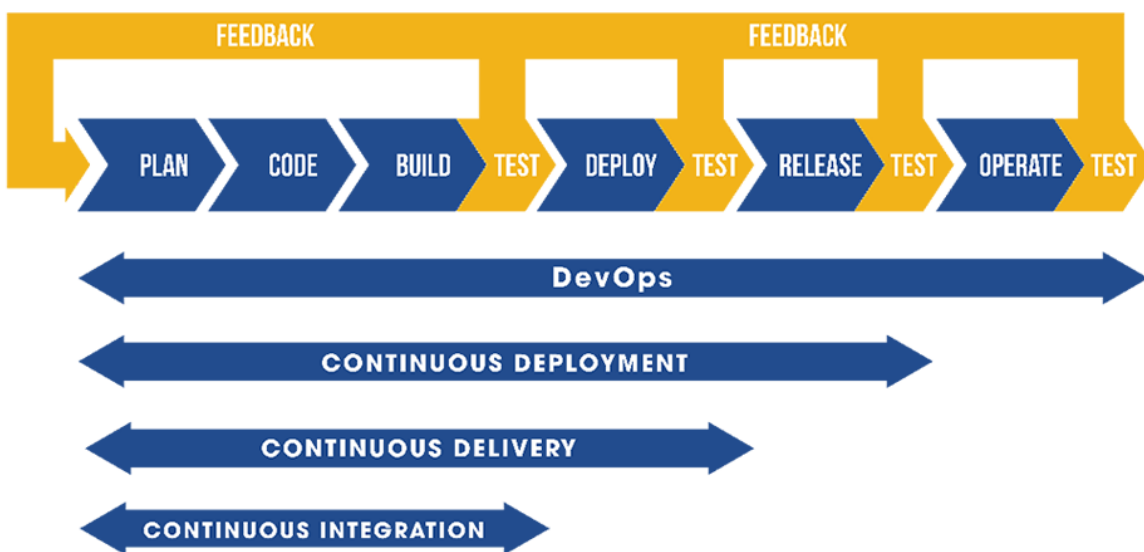 FEEDBACK FEEDBACK
PLAN CODE BUILD TEST DEPLOY TEST RELEASE TEST OPERATE TEST
DevOps
CONTINUOUS DEPLOYMENT
CONTINUOUS DELIVERY
CONTINUOUS INTEGRATION